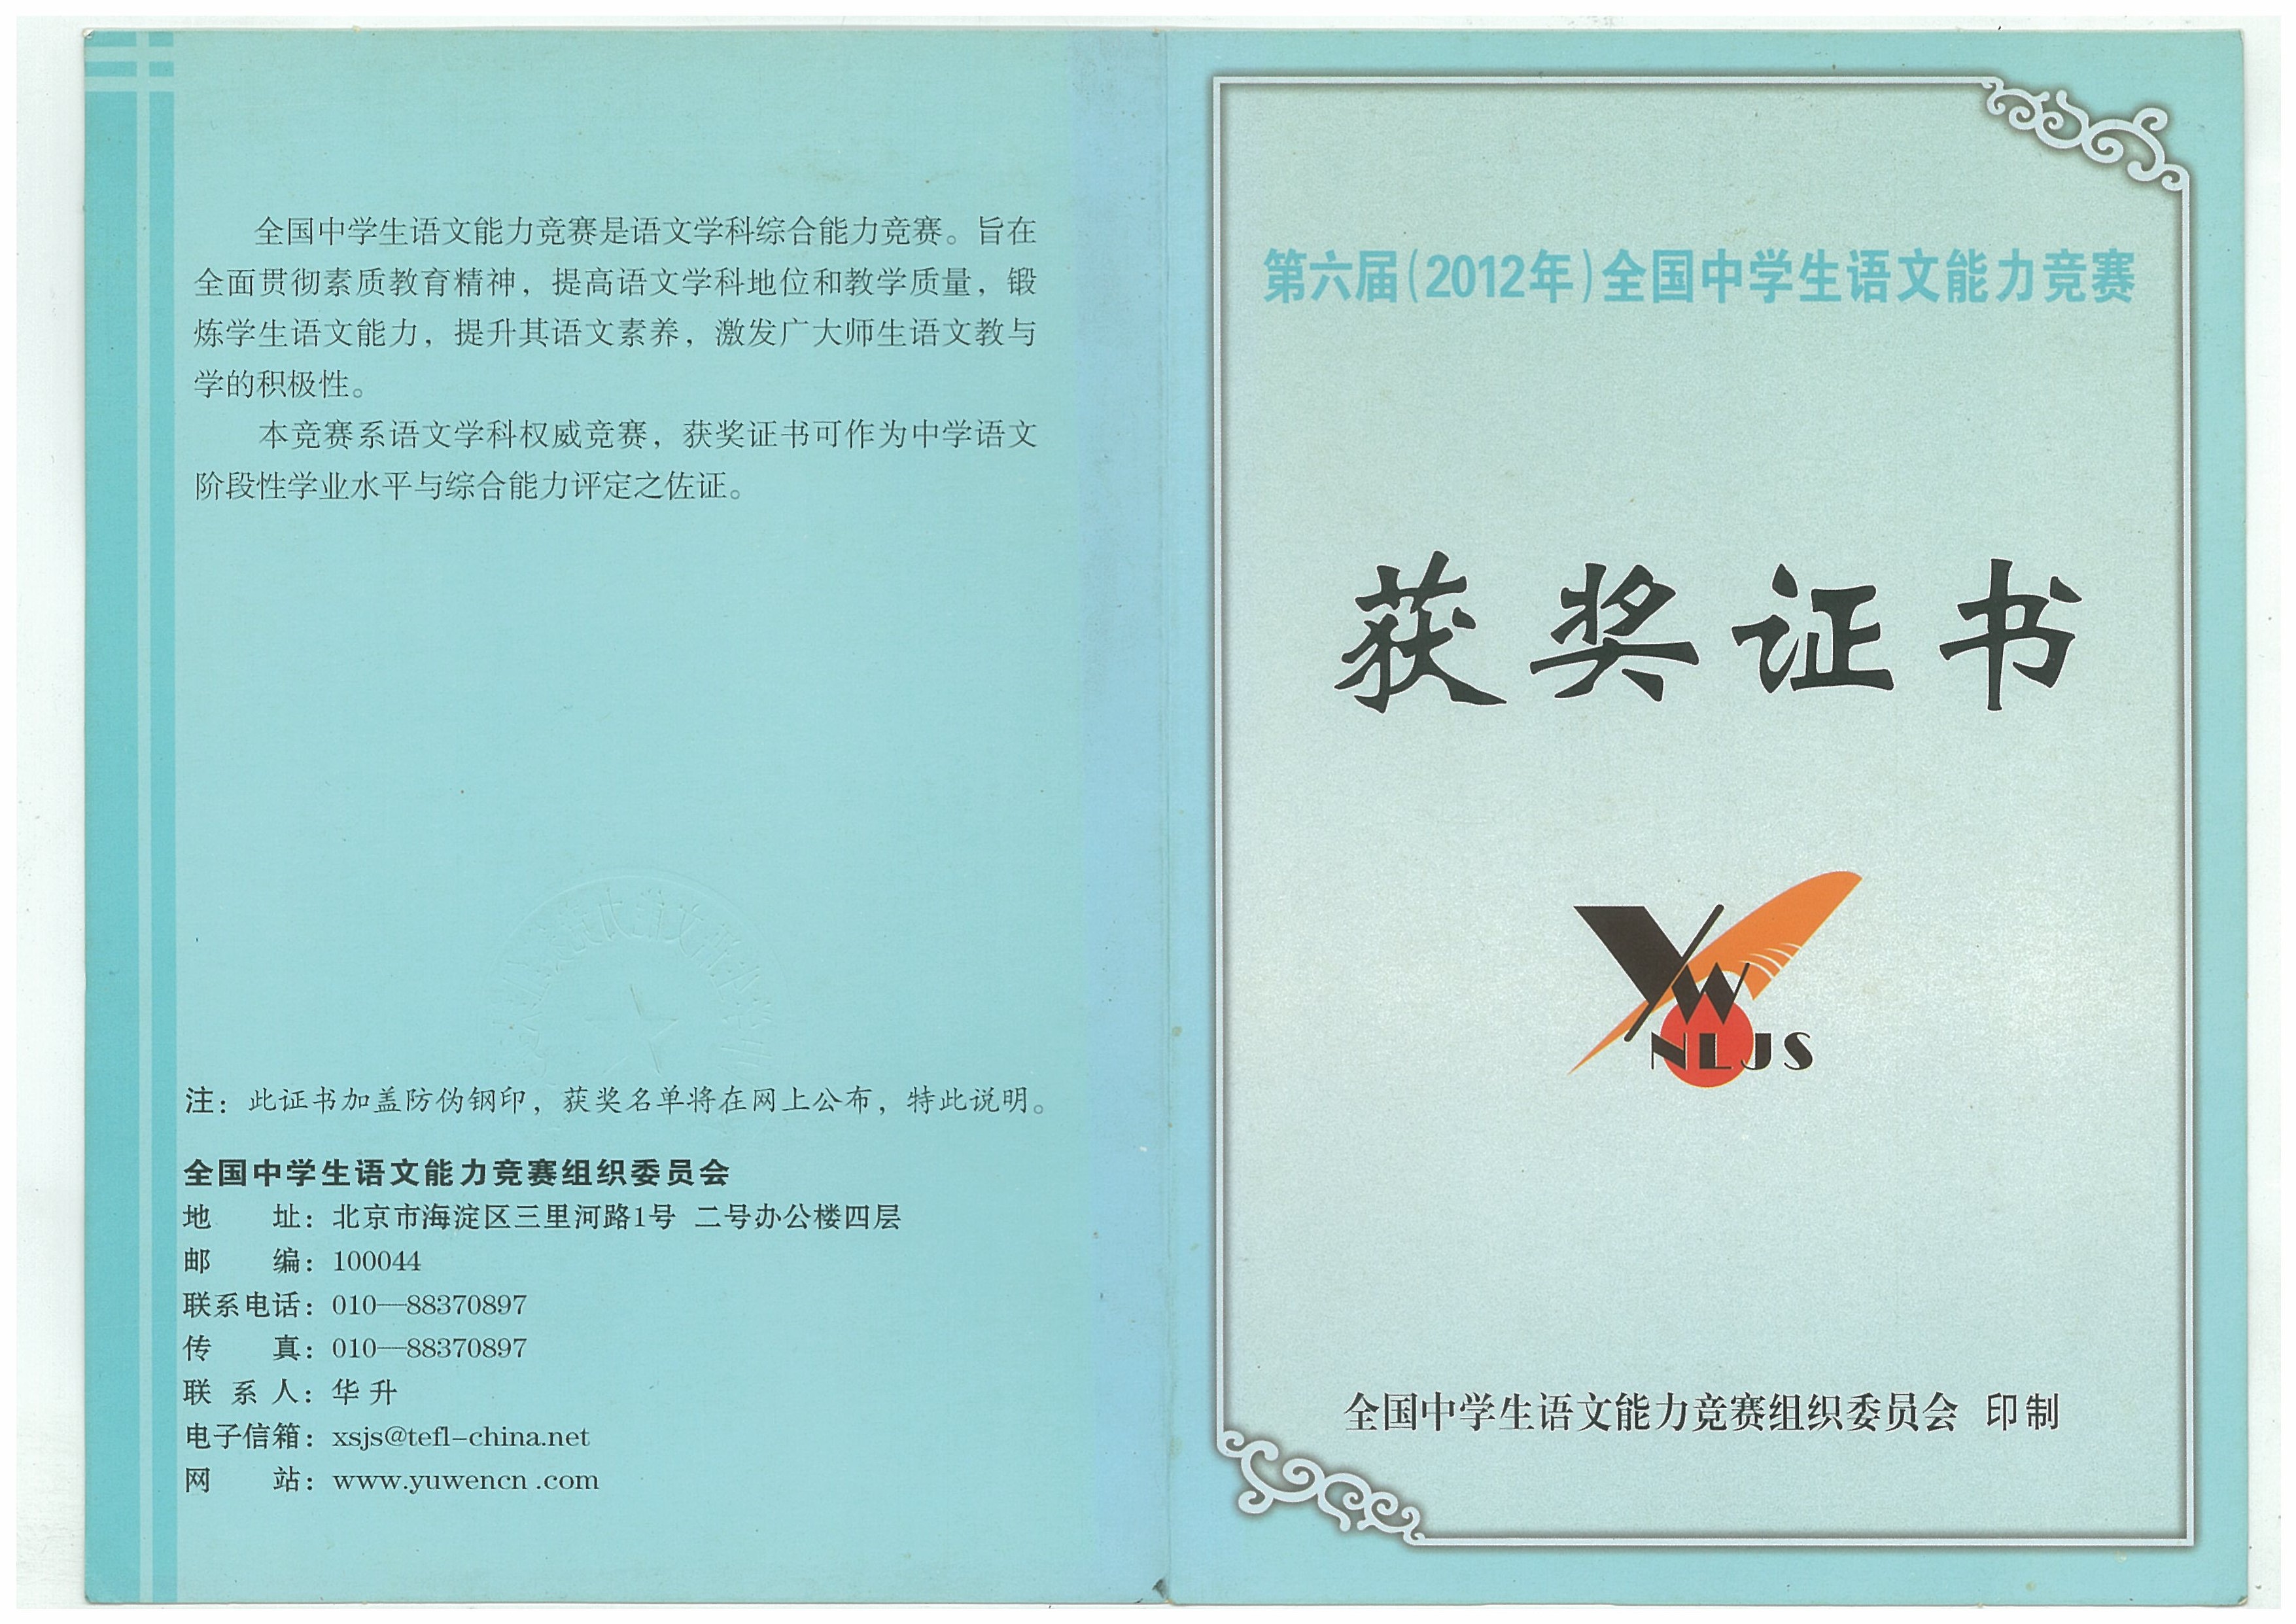 全国中学生语文能力竞赛是语文学科综合能力竞赛。旨在
全面贯彻素质教育精神，提高语文学科地位和教学质量，锻
炼学生语文能力，提升其语文素养，激发广大师生语文教与
学的积极性。
本竞赛系语文学科权威竞赛，获奖证书可作为中学语文
阶段性学业水平与综合能力评定之佐证。
注：此证书加盖防伪钢印，获奖名单将在网上公布，特此说明。
全国中学生语文能力竞赛组织委员会
地 址：北京市海淀区三里河路1号 二号办公楼四层
邮 编：100044
联系电话：010—88370897
传 真：010—88370897
联 系 人：华 升
电子信箱：xsjs@tefl-china.net
网 站：www.yuwencn .com
第六届(2012年)全国中学生语文能力竞赛
获奖证书
YW
NLJS
全国中学生语文能力竞赛组织委员会 印制